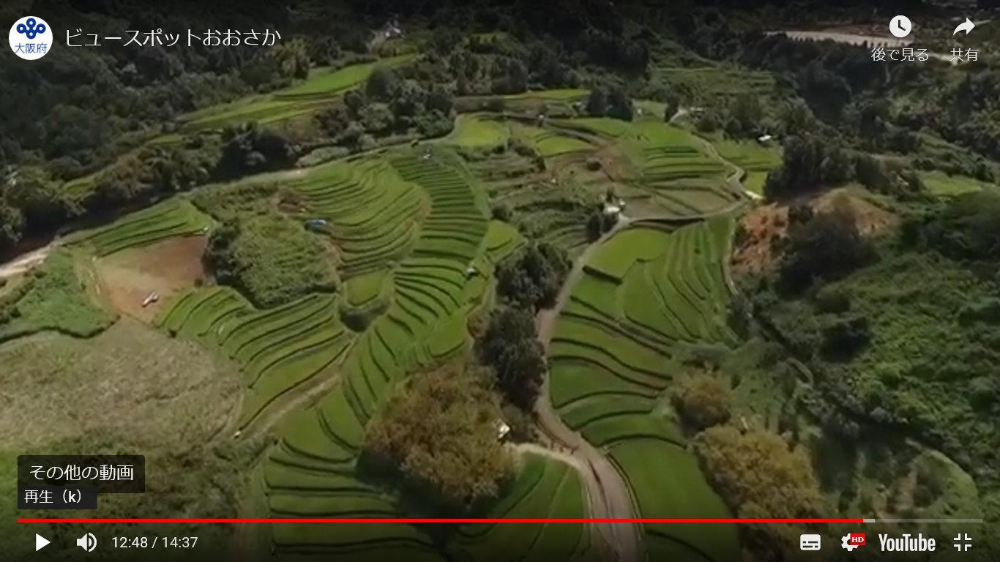 大阪府
ビュースポットおおさか
後で見る
共有
その他の動画
再生（k）
12:48 / 14:37
HD
YouTube